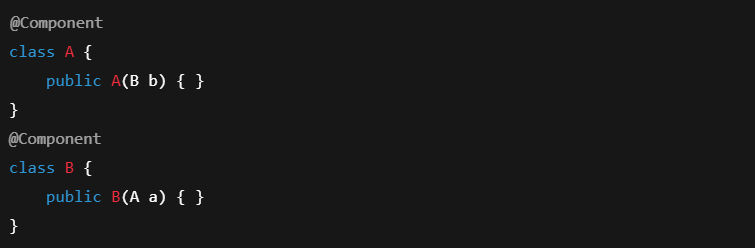 @Component
class A {
    public A(B b) { }
}
@Component
class B {
    public B(A a) { }
}